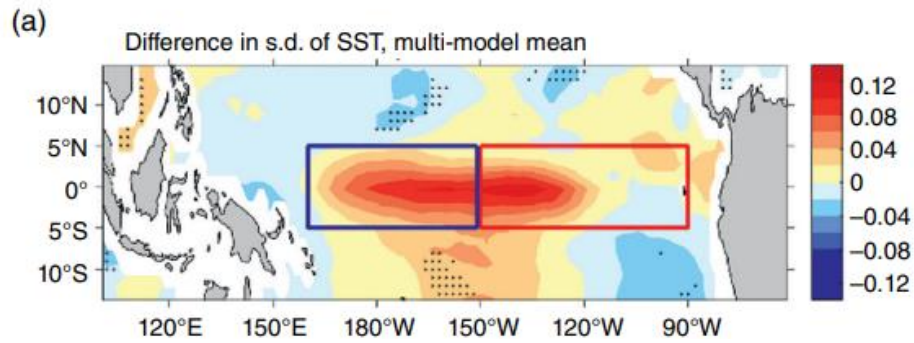 (a)
Difference in s.d. of SST, multi-model mean
10°N
5°N
0°
5°S
10°S
120°E 150°E 180°W 150°W 120°W 90°W
0.12
0.08
0.04
0
−0.04
−0.08
−0.12